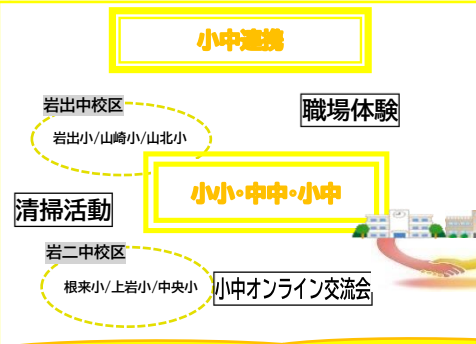 小中連携
岩出中校区
職場体験
岩出小/山崎小/山北小
小小・中中・小中
清掃活動
岩二中校区
根来小/上岩小/中央小
小中オンライン交流会